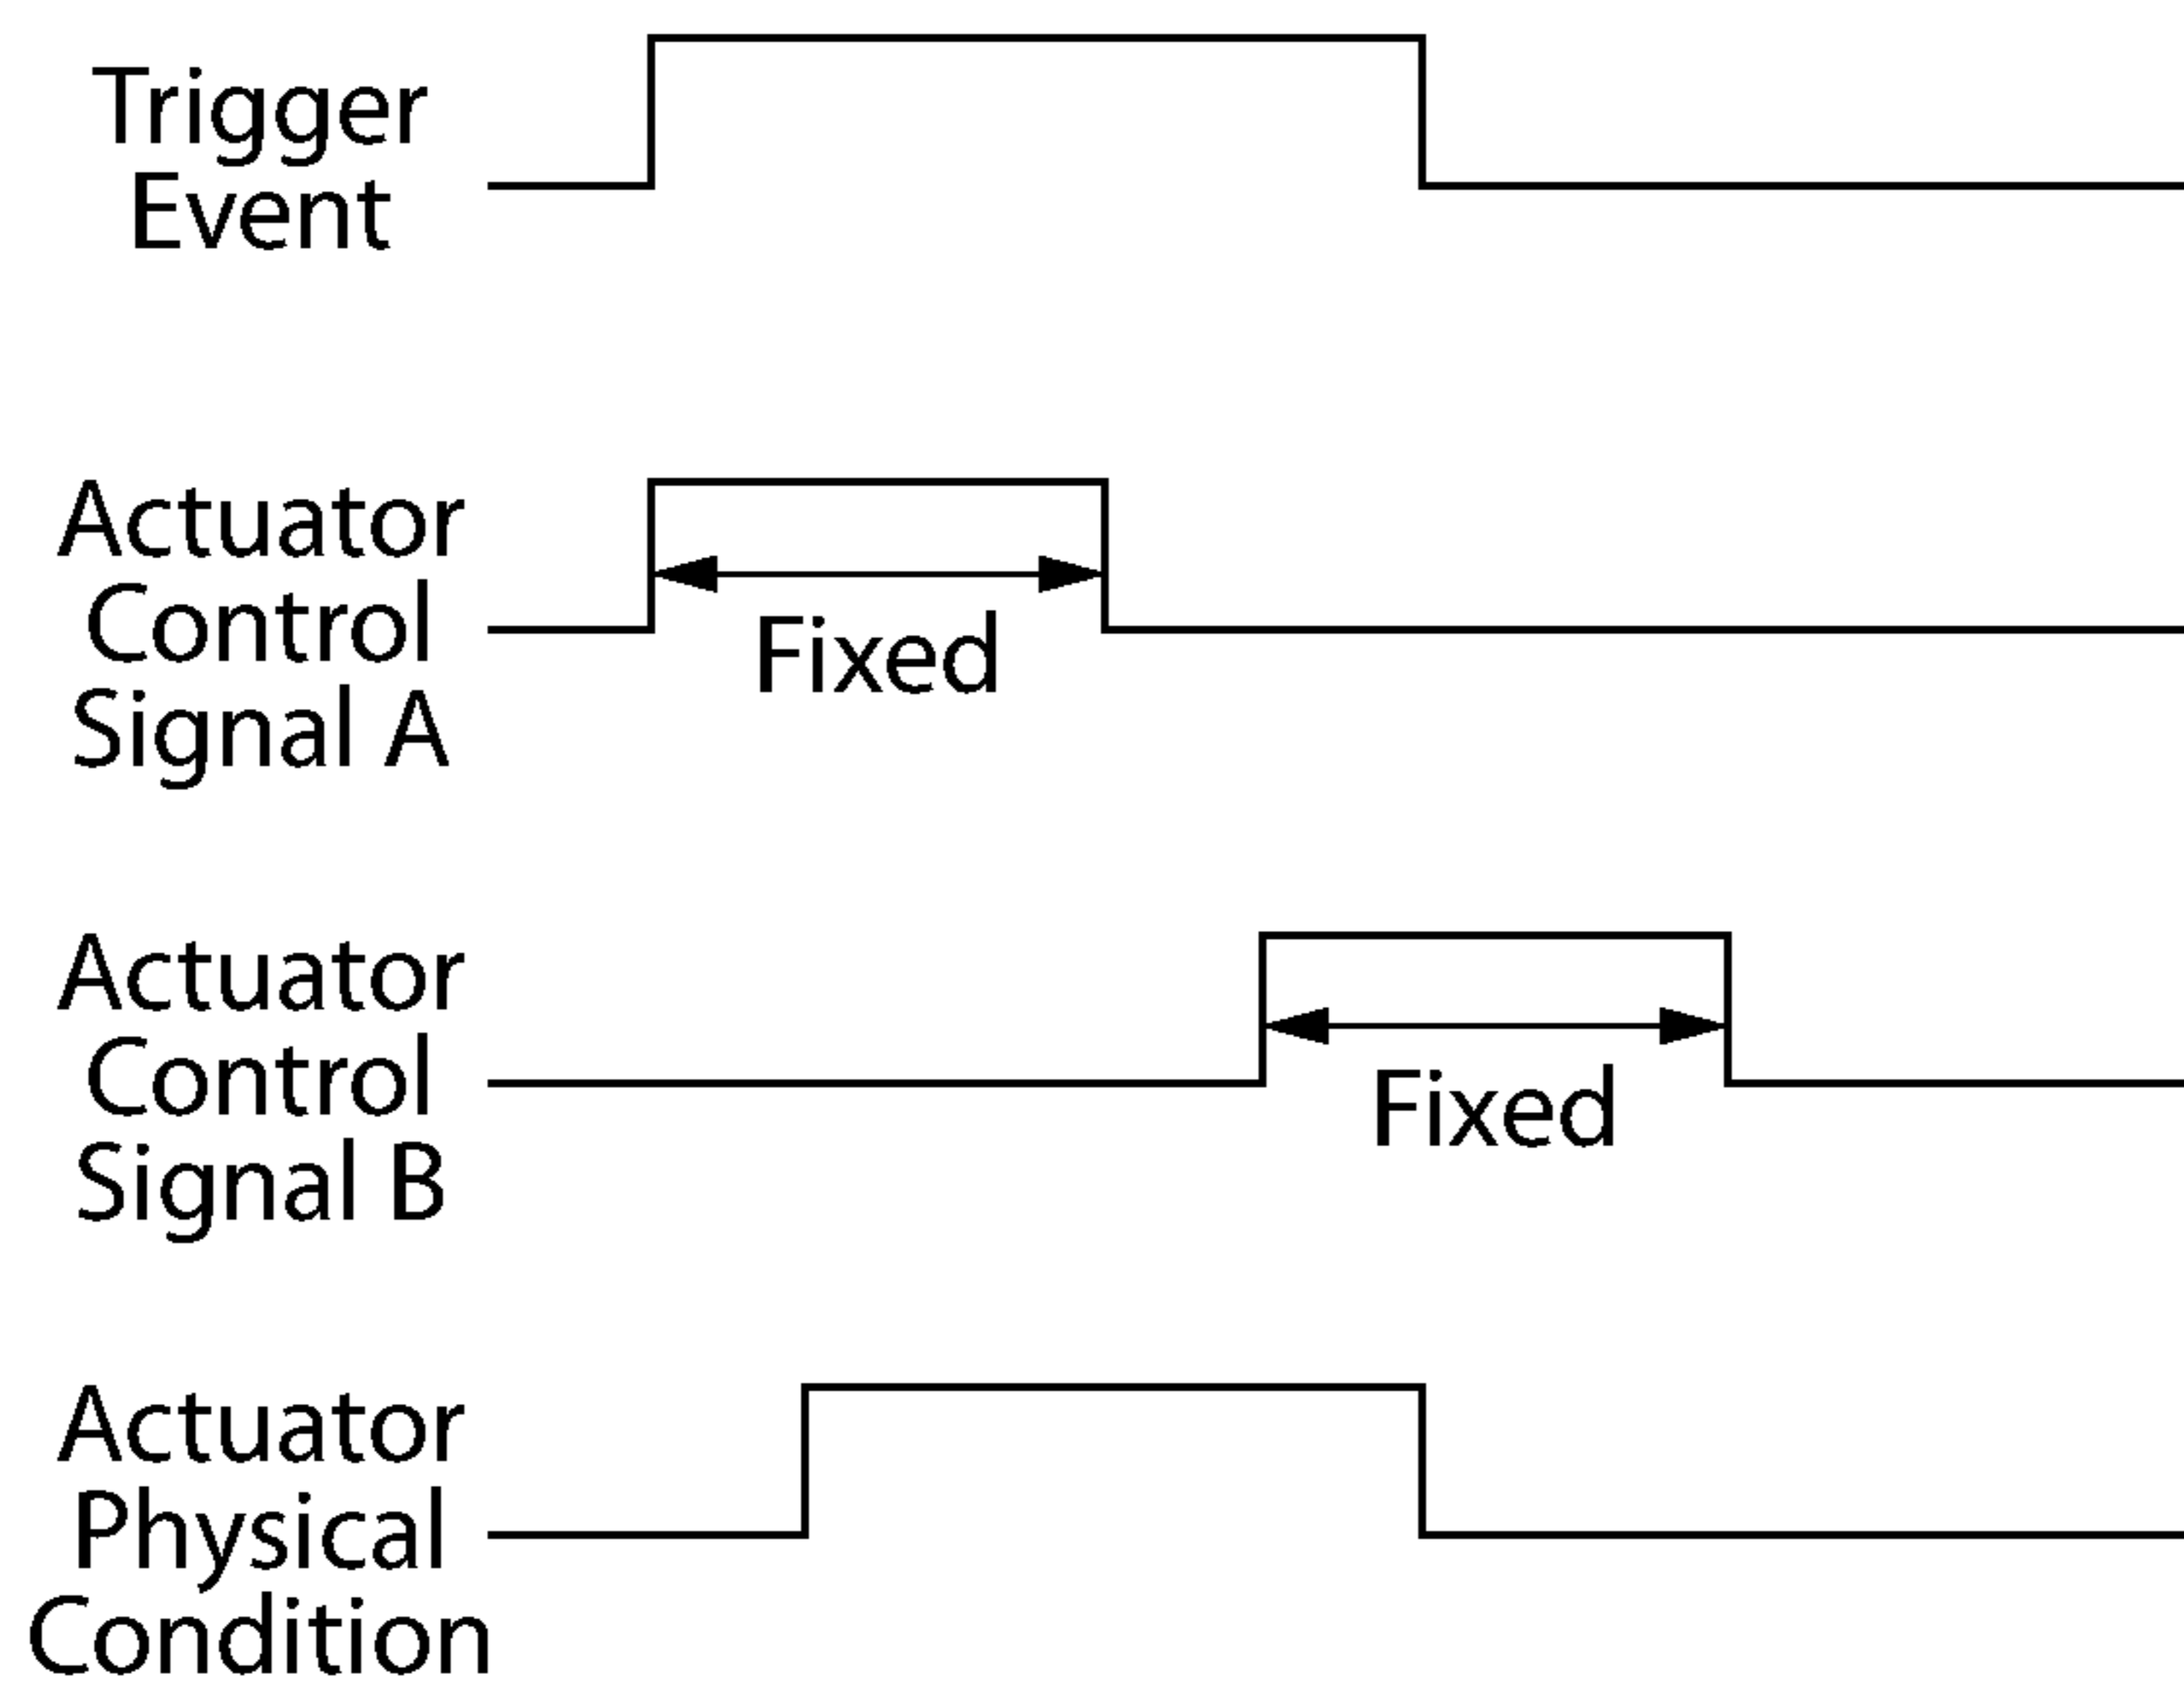 Trigger
Event
Actuator
Control
Signal A
Fixed
Actuator
Control
Signal B
Fixed
Actuator
Physical
Condition